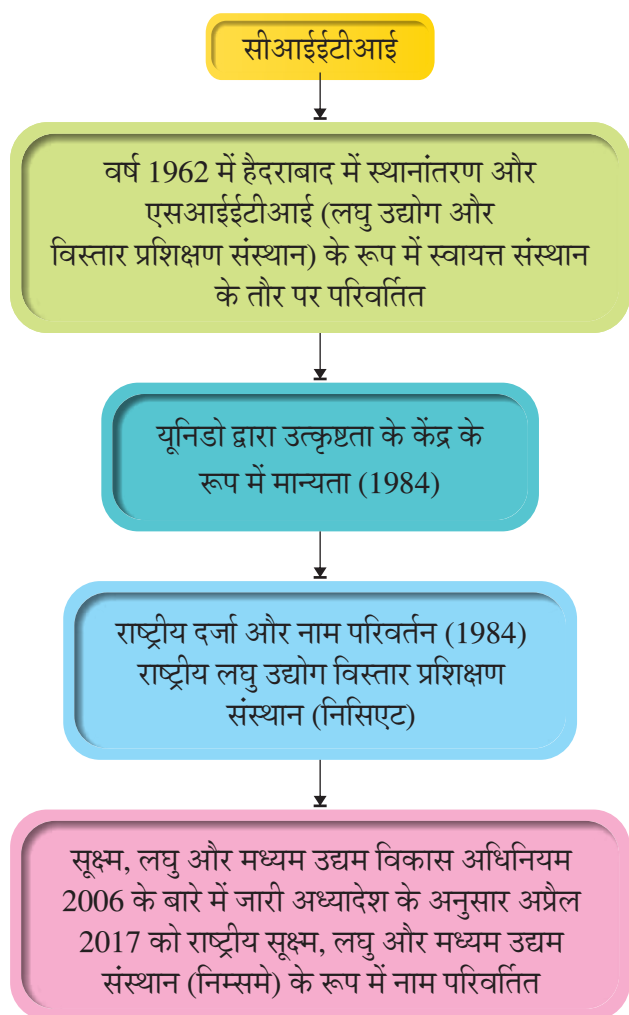 सीआईईटीआई
वर्ष 1962 में हैदराबाद में स्थानांतरण और
एसआईईटीआई (लघु उद्योग और
विस्तार प्रशिक्षण संस्थान) के रूप में स्वायत्त संस्थान
के तौर पर परिवर्तित
यूनिडो द्वारा उत्कृष्टता के केंद्र के
रूप में मान्यता (1984)
राष्ट्रीय दर्जा और नाम परिवर्तन (1984)
राष्ट्रीय लघु उद्योग विस्तार प्रशिक्षण
संस्थान (निसिएट)
सूक्ष्म, लघु और मध्यम उद्यम विकास अधिनियम
2006 के बारे में जारी अध्यादेश के अनुसार अप्रैल
2017 को राष्ट्रीय सूक्ष्म, लघु और मध्यम उद्यम
संस्थान (निम्समे) के रूप में नाम परिवर्तित